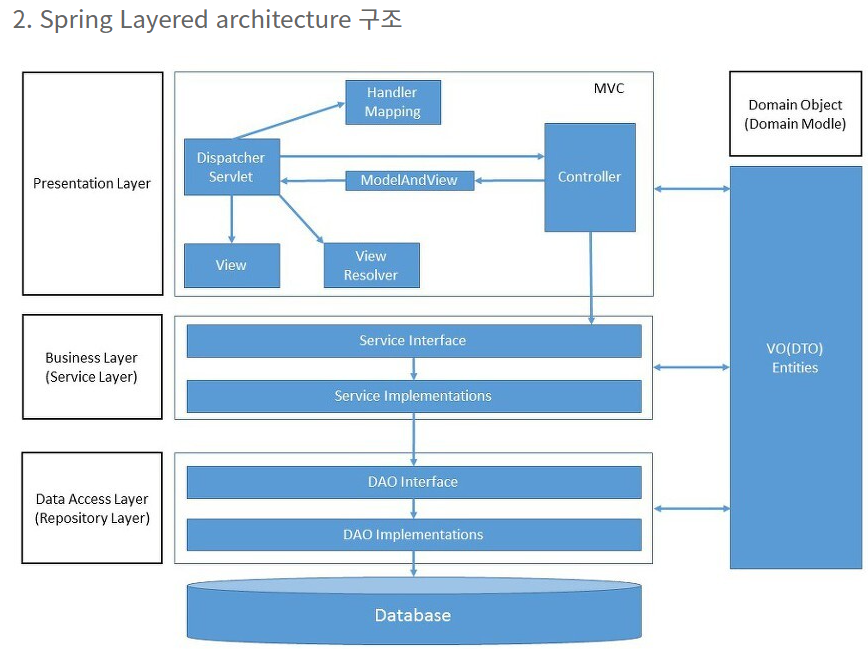 2. Spring Layered architecture 구조
Presentation Layer
MVC
Handler
Mapping
Dispatcher
Servlet
ModelAndView
Controller
View
View
Resolver
Domain Object
(Domain Modle)
Business Layer
(Service Layer)
Service Interface
Service Implementations
VO(DTO)
Entities
Data Access Layer
(Repository Layer)
DAO Interface
DAO Implementations
Database